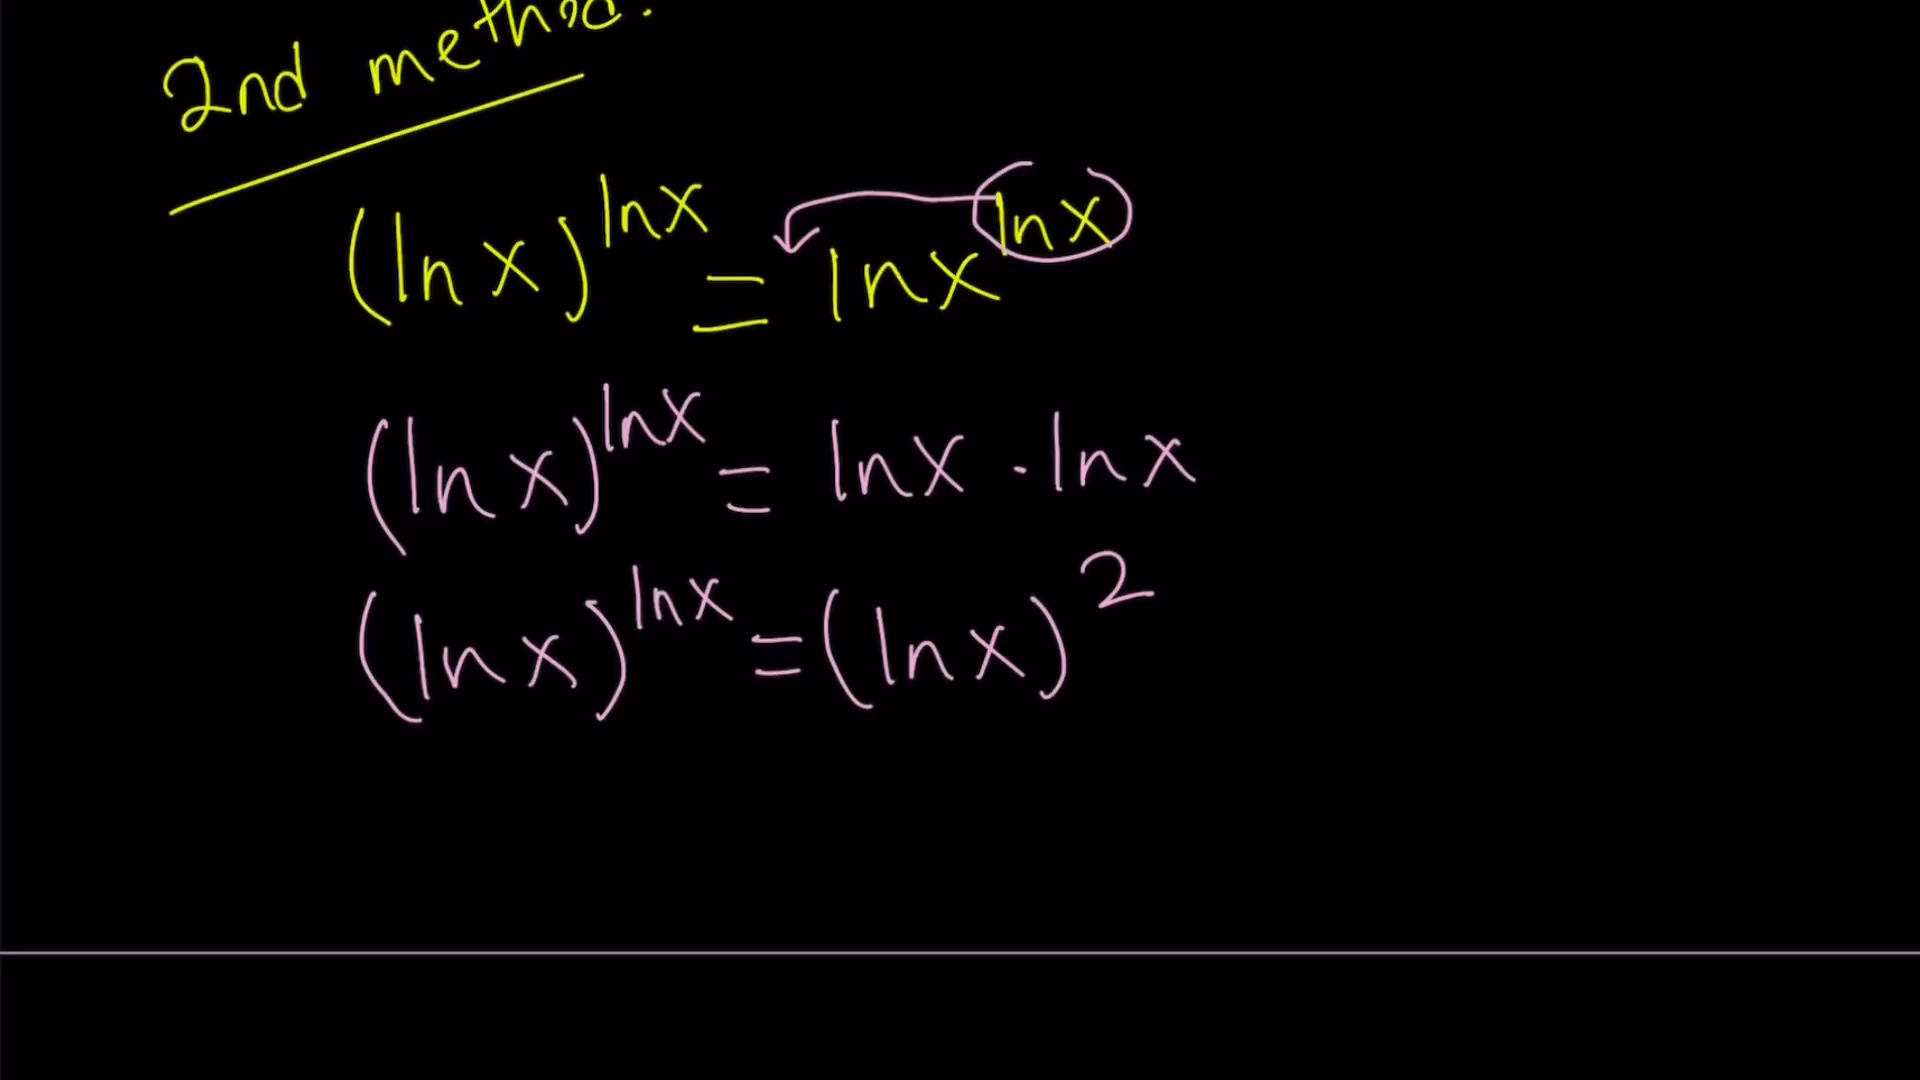 2nd method:
(ln x)^ln x = ln x^ln x
(ln x)^ln x = ln x · ln x
(ln x)^ln x = (ln x)^2